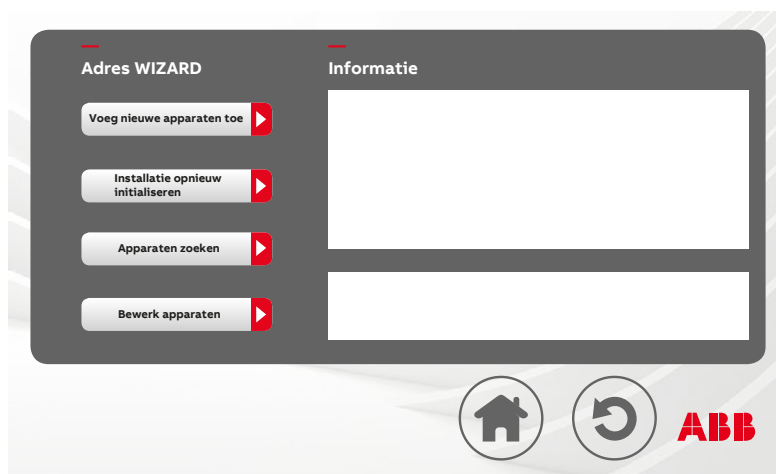 Adres WIZARD
Informatie
Voeg nieuwe apparaten toe
Installatie opnieuw
initialiseren
Apparaten zoeken
Bewerk apparaten
ABB